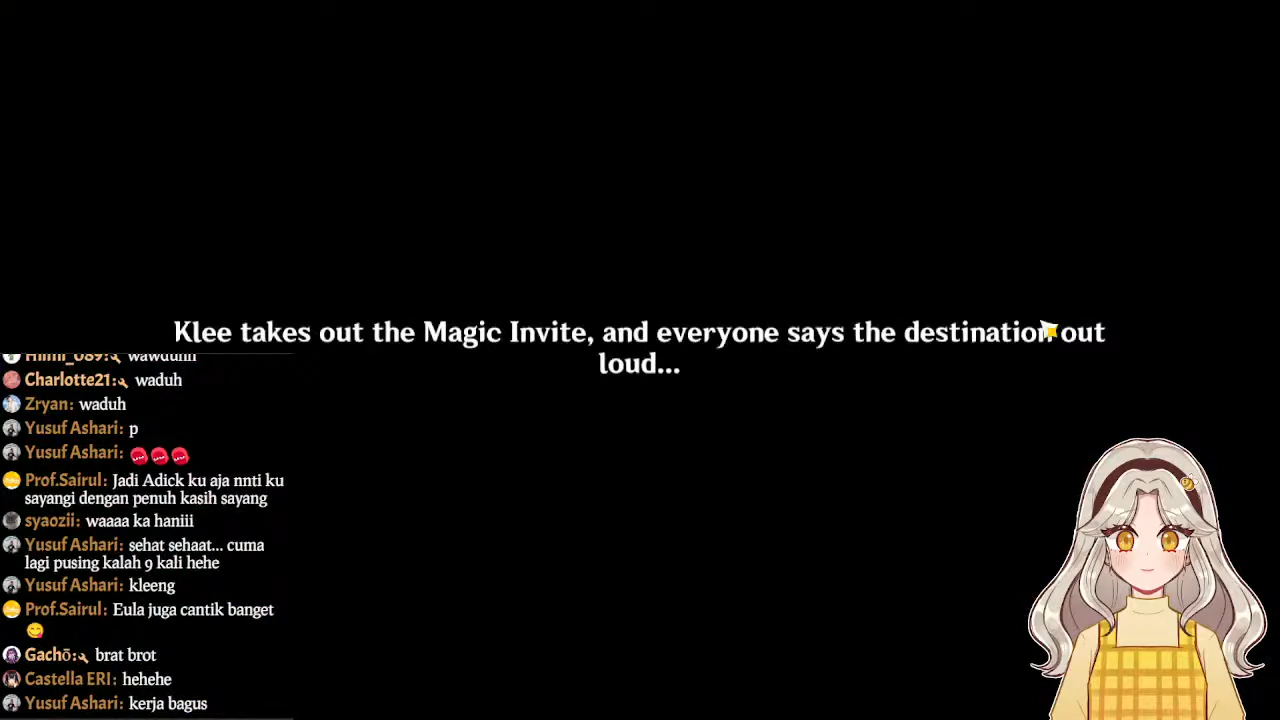 Klee takes out the Magic Invite, and everyone says the destination out
loud...
Charlotte21: waduh
Zryan: waduh
Yusuf Ashari: p
Yusuf Ashari:
Prof.Sairul: Jadi Adick ku aja nnti ku
sayangi dengan penuh kasih sayang
syaozii: waaaa ka haniii
Yusuf Ashari: sehat sehaat... cuma
lagi pusing kalah 9 kali hehe
Yusuf Ashari: kleeng
Prof.Sairul: Eula juga cantik banget
Gachō: brat brot
Castella ERI: hehehe
Yusuf Ashari: kerja bagus